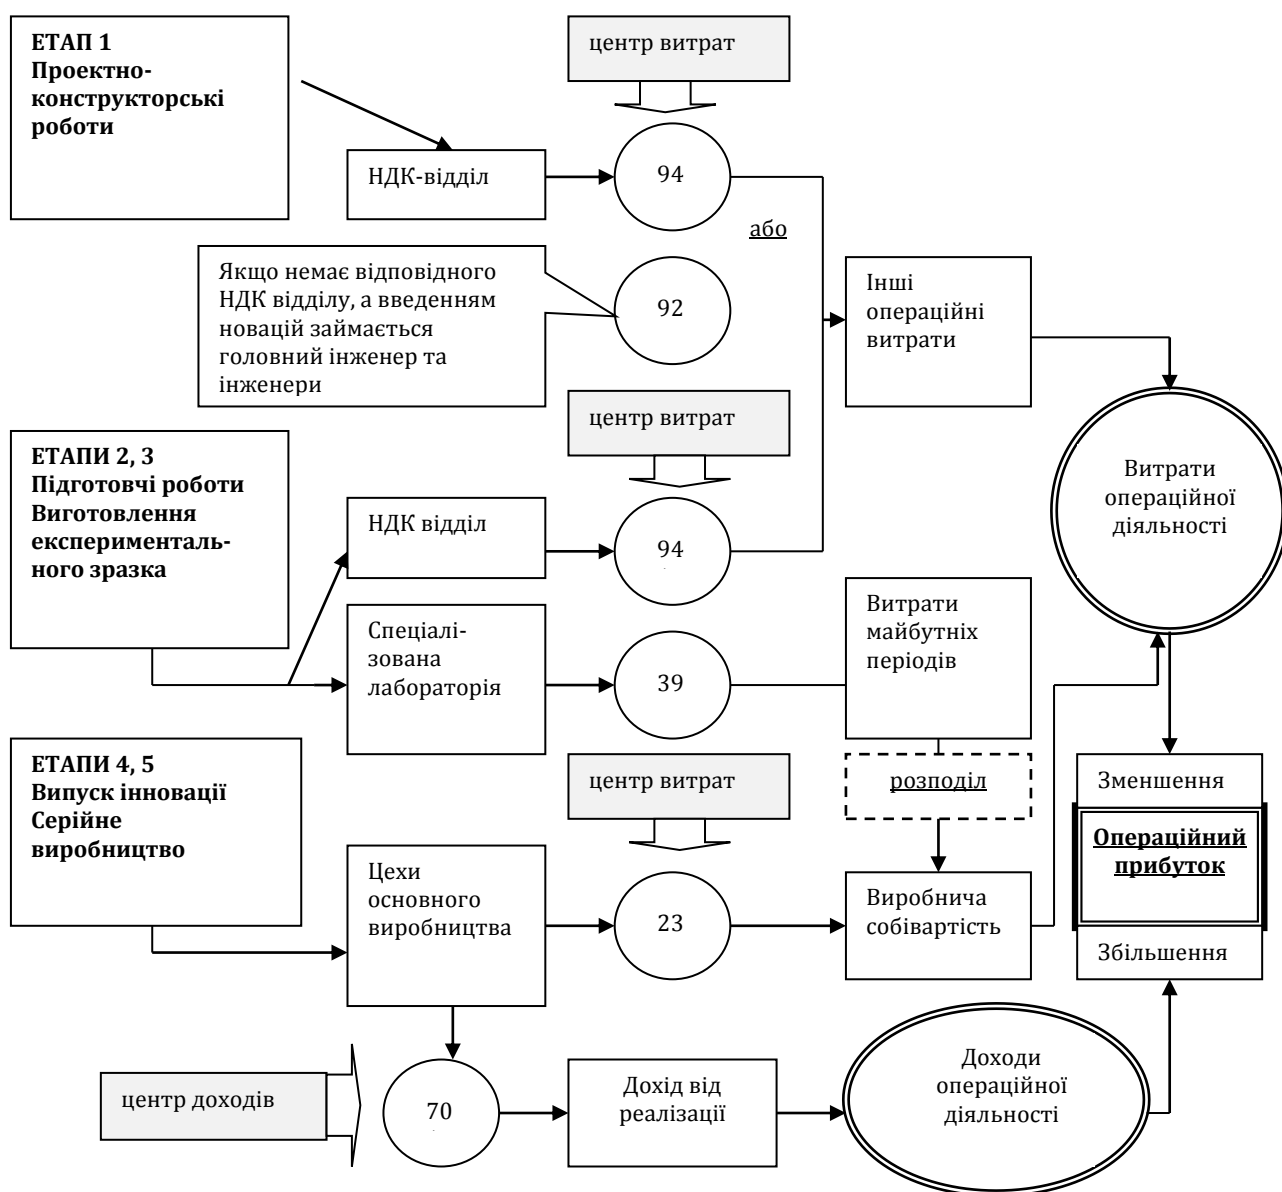 ЕТАП 1
Проектно-
конструкторські
роботи
центр витрат
НДК-відділ
94
або
Якщо немає відповідного
НДК відділу, а введенням
новацій займається
головний інженер та
інженери
92
Інші
операційні
витрати
центр витрат
ЕТАПИ 2, 3
Підготовчі роботи
Виготовлення
эксперименталь-
ного зразка
НДК відділ
94
Витрати
операційної
діяльності
Спеціалі-
зована
лабораторія
39
Витрати
майбутніх
періодів
ЕТАПИ 4, 5
Випуск інновації
Серійне
виробництво
центр витрат
розподіл
Зменшення
Операційний
прибуток
Збільшення
Цехи
основного
виробництва
23
Виробнича
собівартість
центр доходів
70
Дохід від
реалізації
Доходи
операційної
діяльності